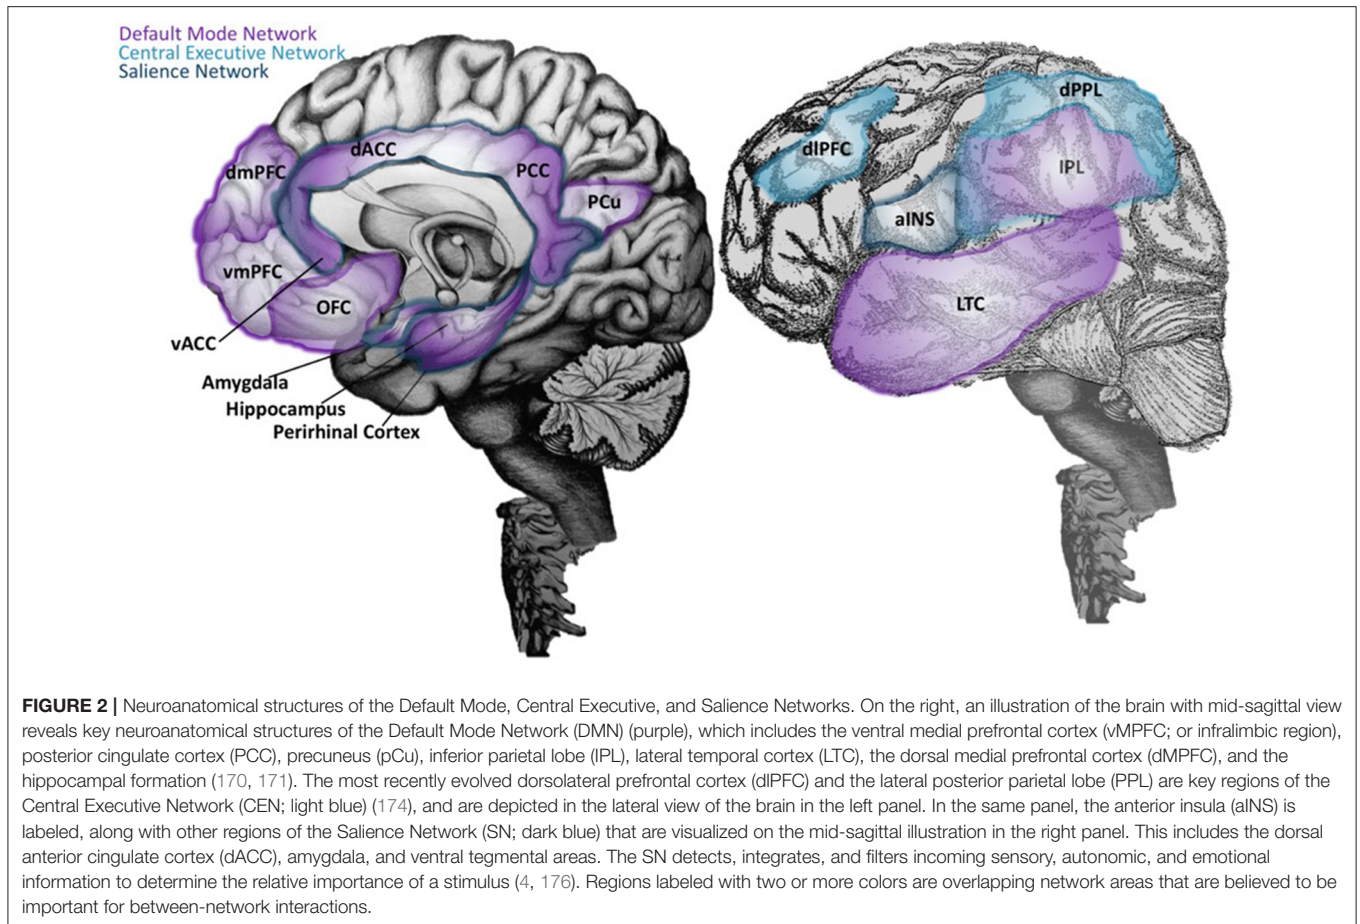 Default Mode Network
Central Executive Network
Salience Network
dmPFC
dACC
PCC
PCu
vmPFC
OFC
vACC
Amygdala
Hippocampus
Perirhinal Cortex
dPPL
dlPFC
IPL
aINS
LTC
FIGURE 2 | Neuroanatomical structures of the Default Mode, Central Executive, and Salience Networks. On the right, an illustration of the brain with mid-sagittal view
reveals key neuroanatomical structures of the Default Mode Network (DMN) (purple), which includes the ventral medial prefrontal cortex (vMPFC; or infralimbic region),
posterior cingulate cortex (PCC), precuneus (pCu), inferior parietal lobe (IPL), lateral temporal cortex (LTC), the dorsal medial prefrontal cortex (dMPFC), and the
hippocampal formation (170, 171). The most recently evolved dorsolateral prefrontal cortex (dlPFC) and the lateral posterior parietal lobe (PPL) are key regions of the
Central Executive Network (CEN; light blue) (174), and are depicted in the lateral view of the brain in the left panel. In the same panel, the anterior insula (aINS) is
labeled, along with other regions of the Salience Network (SN; dark blue) that are visualized on the mid-sagittal illustration in the right panel. This includes the dorsal
anterior cingulate cortex (dACC), amygdala, and ventral tegmental areas. The SN detects, integrates, and filters incoming sensory, autonomic, and emotional
information to determine the relative importance of a stimulus (4, 176). Regions labeled with two or more colors are overlapping network areas that are believed to be
important for between-network interactions.